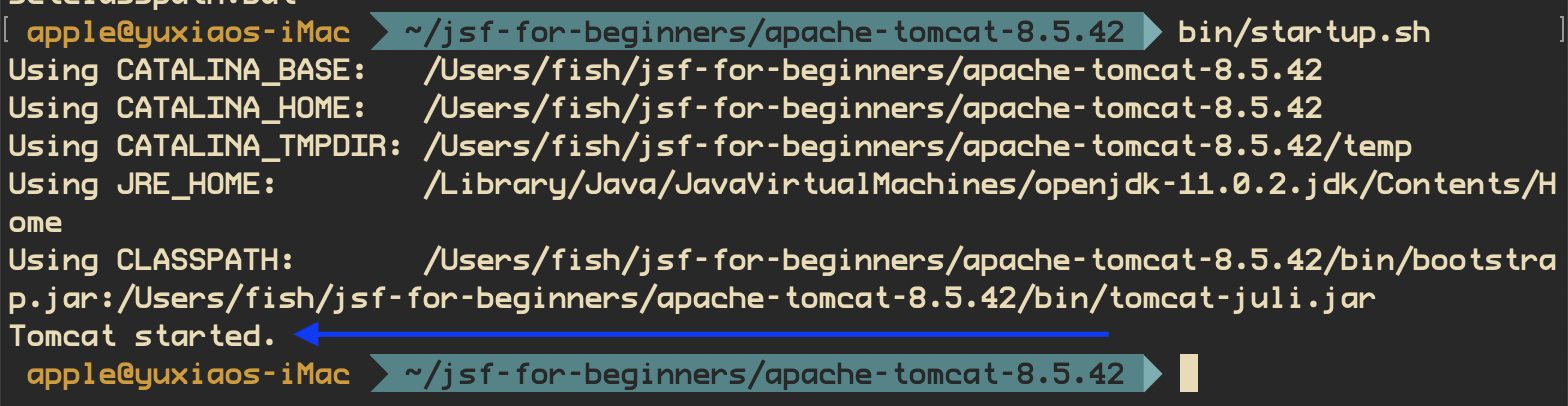 apple@yuxiaos-iMac ~/jsf-for-beginners/apache-tomcat-8.5.42 bin/startup.sh
Using CATALINA_BASE:   /Users/fish/jsf-for-beginners/apache-tomcat-8.5.42
Using CATALINA_HOME:   /Users/fish/jsf-for-beginners/apache-tomcat-8.5.42
Using CATALINA_TMPDIR: /Users/fish/jsf-for-beginners/apache-tomcat-8.5.42/temp
Using JRE_HOME:        /Library/Java/JavaVirtualMachines/openjdk-11.0.2.jdk/Contents/H
ome
Using CLASSPATH:       /Users/fish/jsf-for-beginners/apache-tomcat-8.5.42/bin/bootstra
p.jar:/Users/fish/jsf-for-beginners/apache-tomcat-8.5.42/bin/tomcat-juli.jar
Tomcat started.
apple@yuxiaos-iMac ~/jsf-for-beginners/apache-tomcat-8.5.42